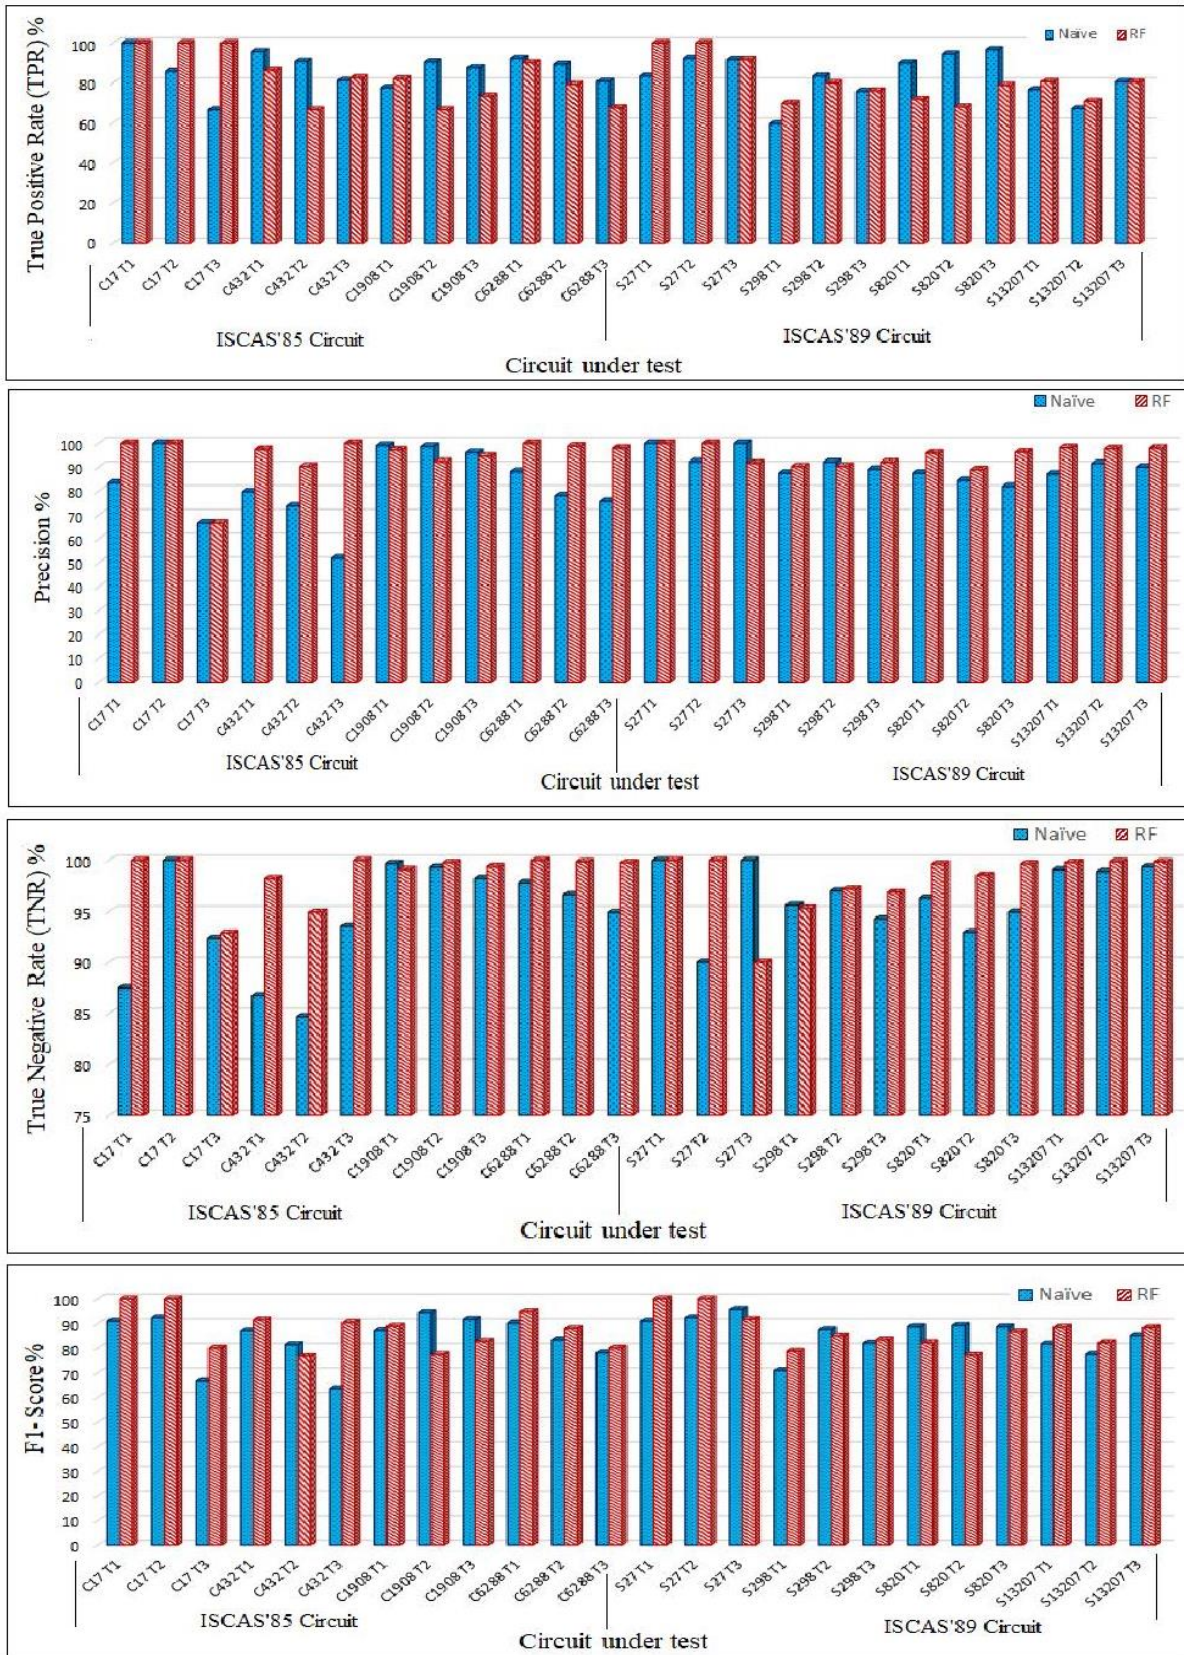 True Positive Rate (TPR) %
Naïve RF
100
80
60
40
20
0
C17 T1 C17 T2 C17 T3 C432 T1 C432 T2 C432 T3 C1908 T1 C1908 T2 C1908 T3 C6288 T1 C6288 T2 C6288 T3 S27 T1 S27 T2 S27 T3 S298 T1 S298 T2 S298 T3 S820 T1 S820 T2 S820 T3 S13207 T1 S13207 T2 S13207 T3
ISCAS'85 Circuit ISCAS'89 Circuit
Circuit under test
Precision %
Naïve RF
100
90
80
70
60
50
40
30
20
10
0
C17 T1 C17 T2 C17 T3 C432 T1 C432 T2 C432 T3 C1908 T1 C1908 T2 C1908 T3 C6288 T1 C6288 T2 C6288 T3 S27 T1 S27 T2 S27 T3 S298 T1 S298 T2 S298 T3 S820 T1 S820 T2 S820 T3 S13207 T1 S13207 T2 S13207 T3
ISCAS'85 Circuit ISCAS'89 Circuit
Circuit under test
True Negative Rate (TNR) %
Naïve RF
100
95
90
85
80
75
C17 T1 C17 T2 C17 T3 C432 T1 C432 T2 C432 T3 C1908 T1 C1908 T2 C1908 T3 C6288 T1 C6288 T2 C6288 T3 S27 T1 S27 T2 S27 T3 S298 T1 S298 T2 S298 T3 S820 T1 S820 T2 S820 T3 S13207 T1 S13207 T2 S13207 T3
ISCAS'85 Circuit ISCAS'89 Circuit
Circuit under test
F1- Score %
Naïve RF
100
90
80
70
60
50
40
30
20
10
0
C17 T1 C17 T2 C17 T3 C432 T1 C432 T2 C432 T3 C1908 T1 C1908 T2 C1908 T3 C6288 T1 C6288 T2 C6288 T3 S27 T1 S27 T2 S27 T3 S298 T1 S298 T2 S298 T3 S820 T1 S820 T2 S820 T3 S13207 T1 S13207 T2 S13207 T3
ISCAS'85 Circuit ISCAS'89 Circuit
Circuit under test